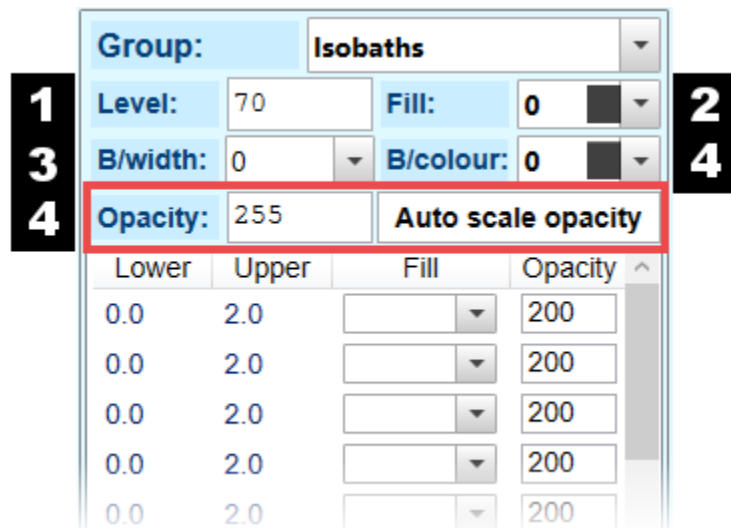 Group: Isobaths
1 Level: 70 Fill: 0 2
3 B/width: 0 B/colour: 0 4
4 Opacity: 255 Auto scale opacity
Lower Upper Fill Opacity
0.0 2.0 200
0.0 2.0 200
0.0 2.0 200
0.0 2.0 200
0.0 2.0 200